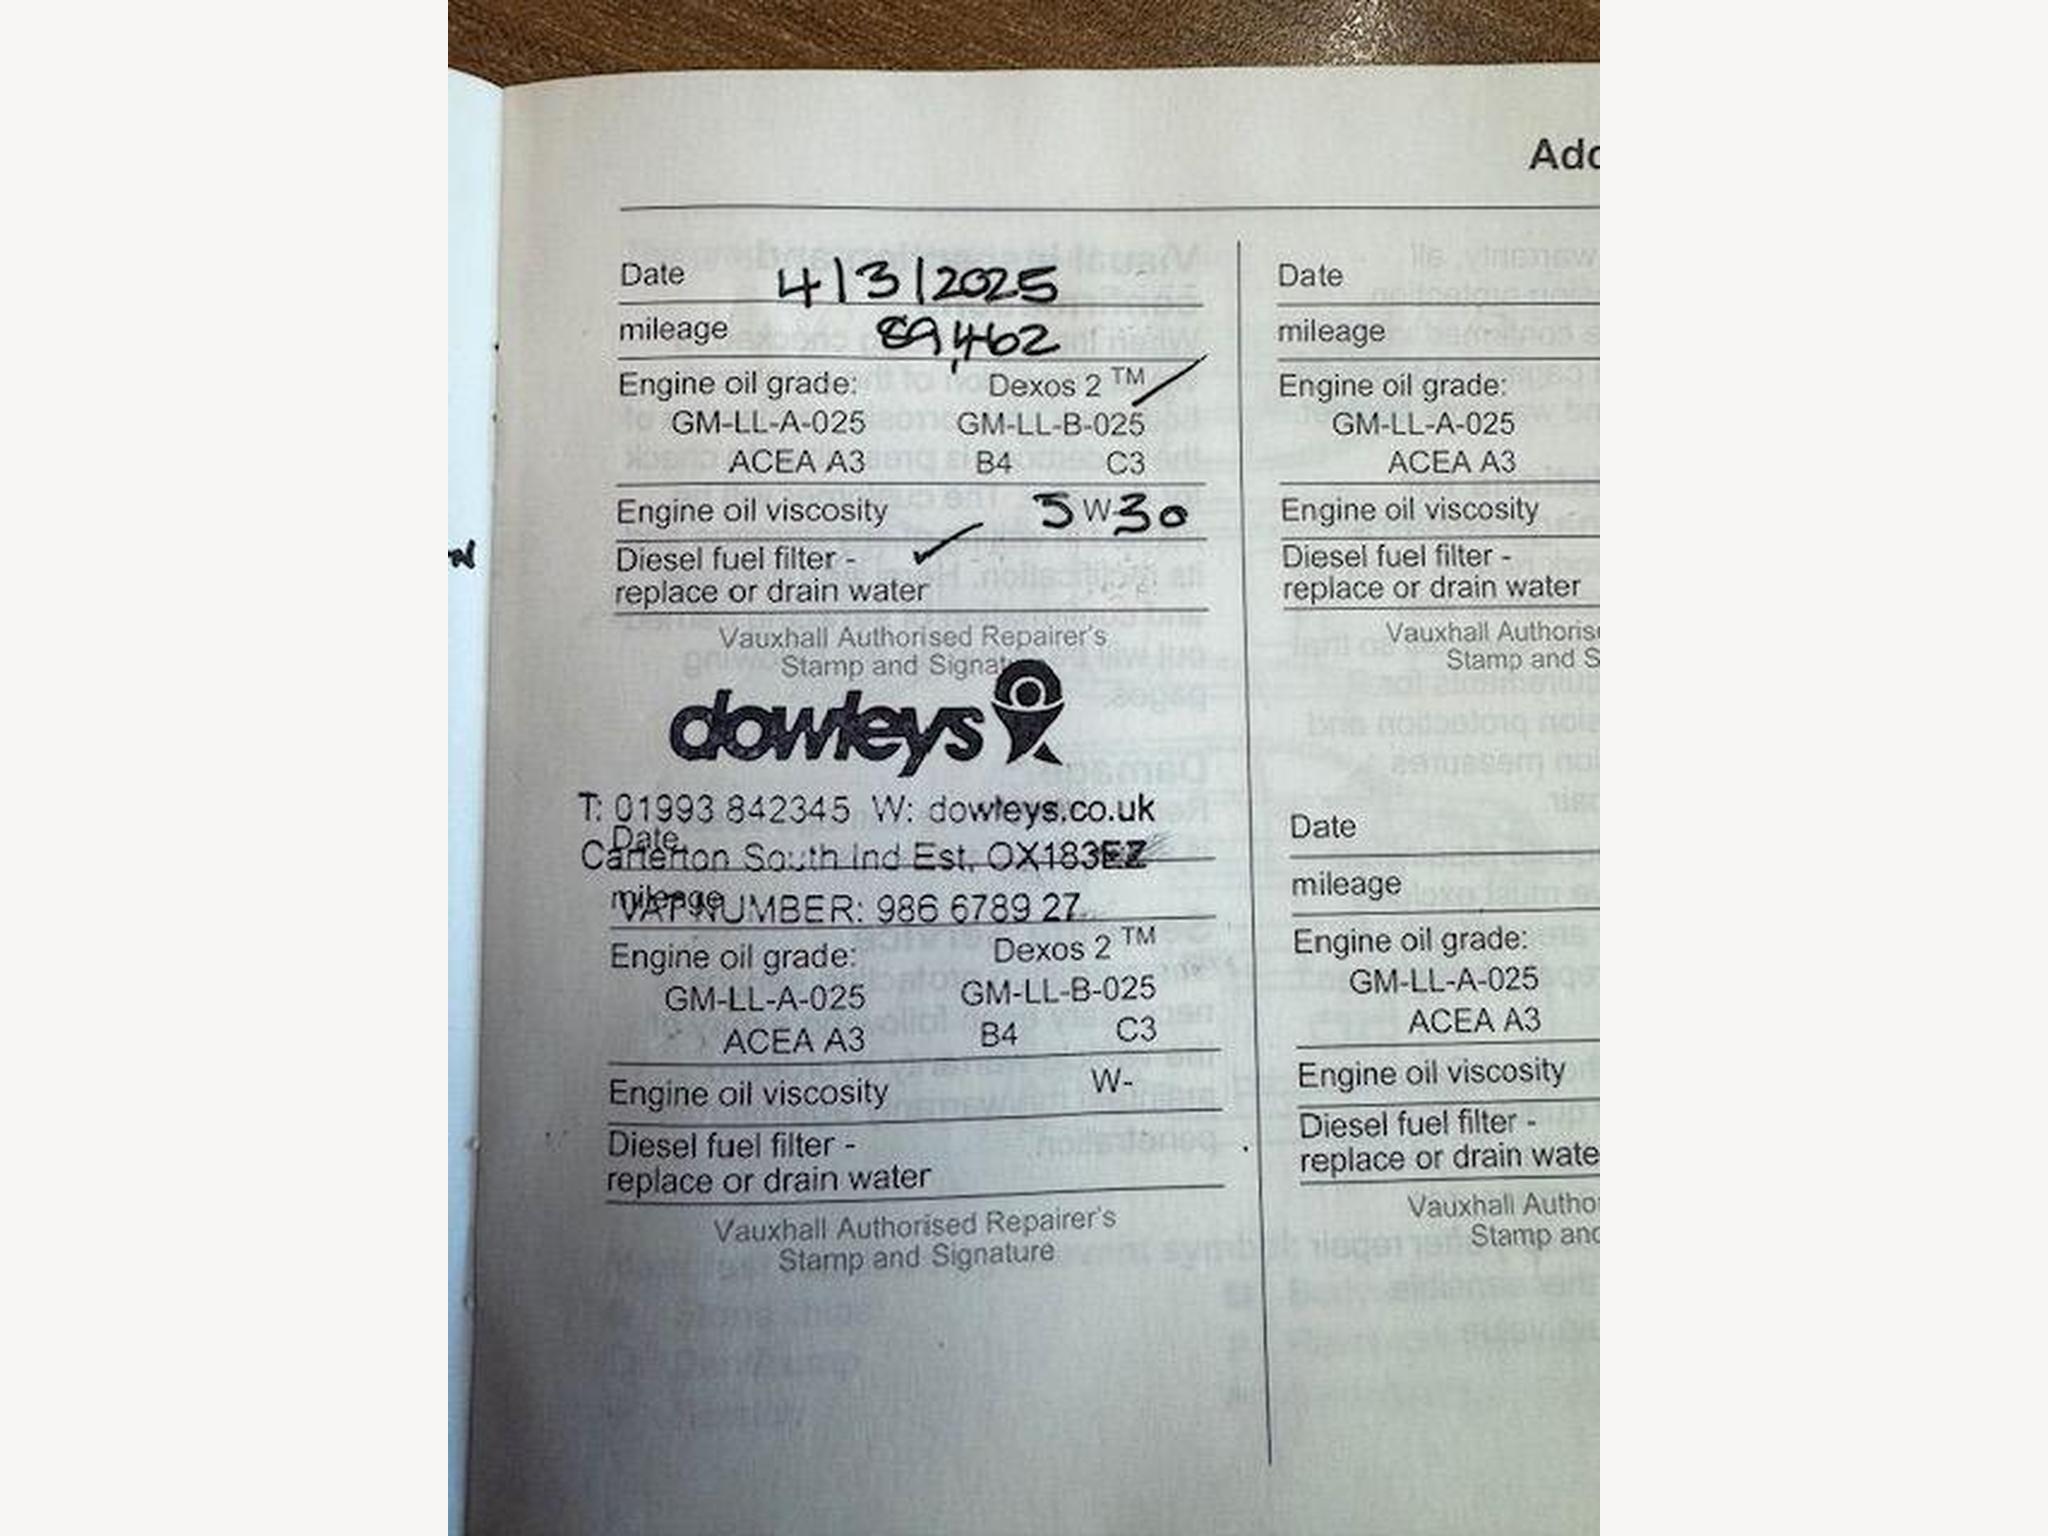 Add
Date 4/3/2025
mileage 89,462
Engine oil grade: Dexos 2 ™
GM-LL-A-025 GM-LL-B-025
ACEA A3 B4 C3
Engine oil viscosity 5 W-30
Diesel fuel filter -
replace or drain water
Vauxhall Authorised Repairer's
Stamp and Signature
dowleys
T: 01993 842345 W: dowleys.co.uk
Date
Carterton South Ind Est, OX183EZ
mileage
VAT NUMBER: 986 6789 27
Engine oil grade: Dexos 2 ™
GM-LL-A-025 GM-LL-B-025
ACEA A3 B4 C3
Engine oil viscosity W-
Diesel fuel filter -
replace or drain water
Vauxhall Authorised Repairer's
Stamp and Signature
Date
mileage
Engine oil grade:
GM-LL-A-025
ACEA A3
Engine oil viscosity
Diesel fuel filter -
replace or drain water
Vauxhall Authoris
Stamp and S
Date
mileage
Engine oil grade:
GM-LL-A-025
ACEA A3
Engine oil viscosity
Diesel fuel filter -
replace or drain wate
Vauxhall Autho
Stamp and